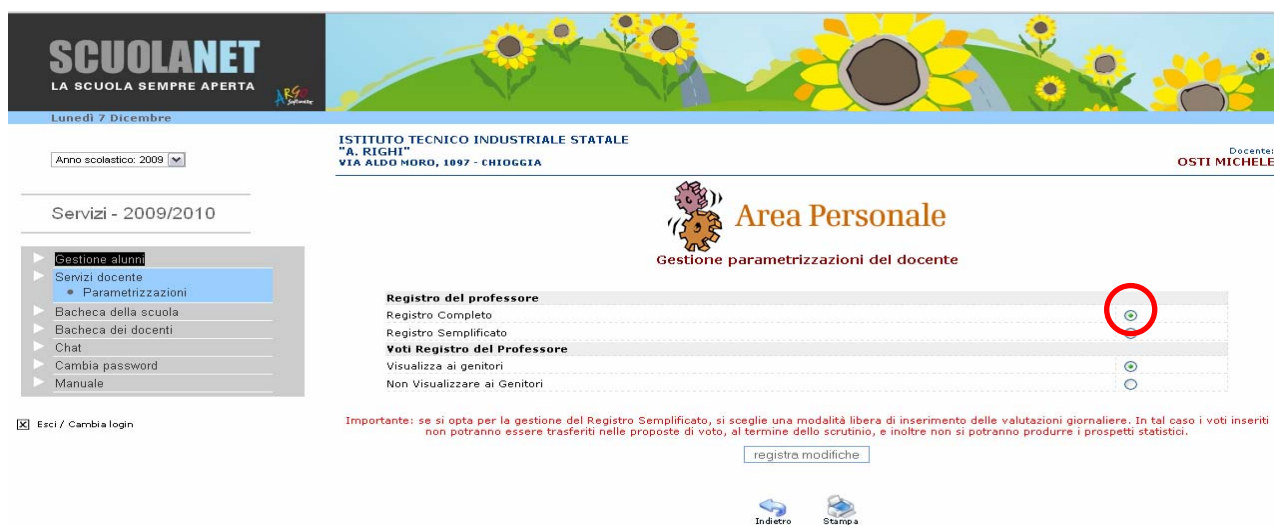 SCUOLANET
LA SCUOLA SEMPRE APERTA
ARGO Software
Lunedì 7 Dicembre
Anno scolastico: 2009
ISTITUTO TECNICO INDUSTRIALE STATALE
"A. RIGHI"
VIA ALDO MORO, 1097 - CHIOGGIA
Docente:
OSTI MICHELE
Servizi - 2009/2010
Gestione alunni
Servizi docente
Parametrizzazioni
Bacheca della scuola
Bacheca dei docenti
Chat
Cambia password
Manuale
Esci / Cambia login
Area Personale
Gestione parametrizzazioni del docente
Registro del professore
Registro Completo
Registro Semplificato
Voti Registro del Professore
Visualizza ai genitori
Non Visualizzare ai Genitori
Importante: se si opta per la gestione del Registro Semplificato, si sceglie una modalità libera di inserimento delle valutazioni giornaliere. In tal caso i voti inseriti
non potranno essere trasferiti nelle proposte di voto, al termine dello scrutinio, e inoltre non si potranno produrre i prospetti statistici.
registra modifiche
Indietro Stampa